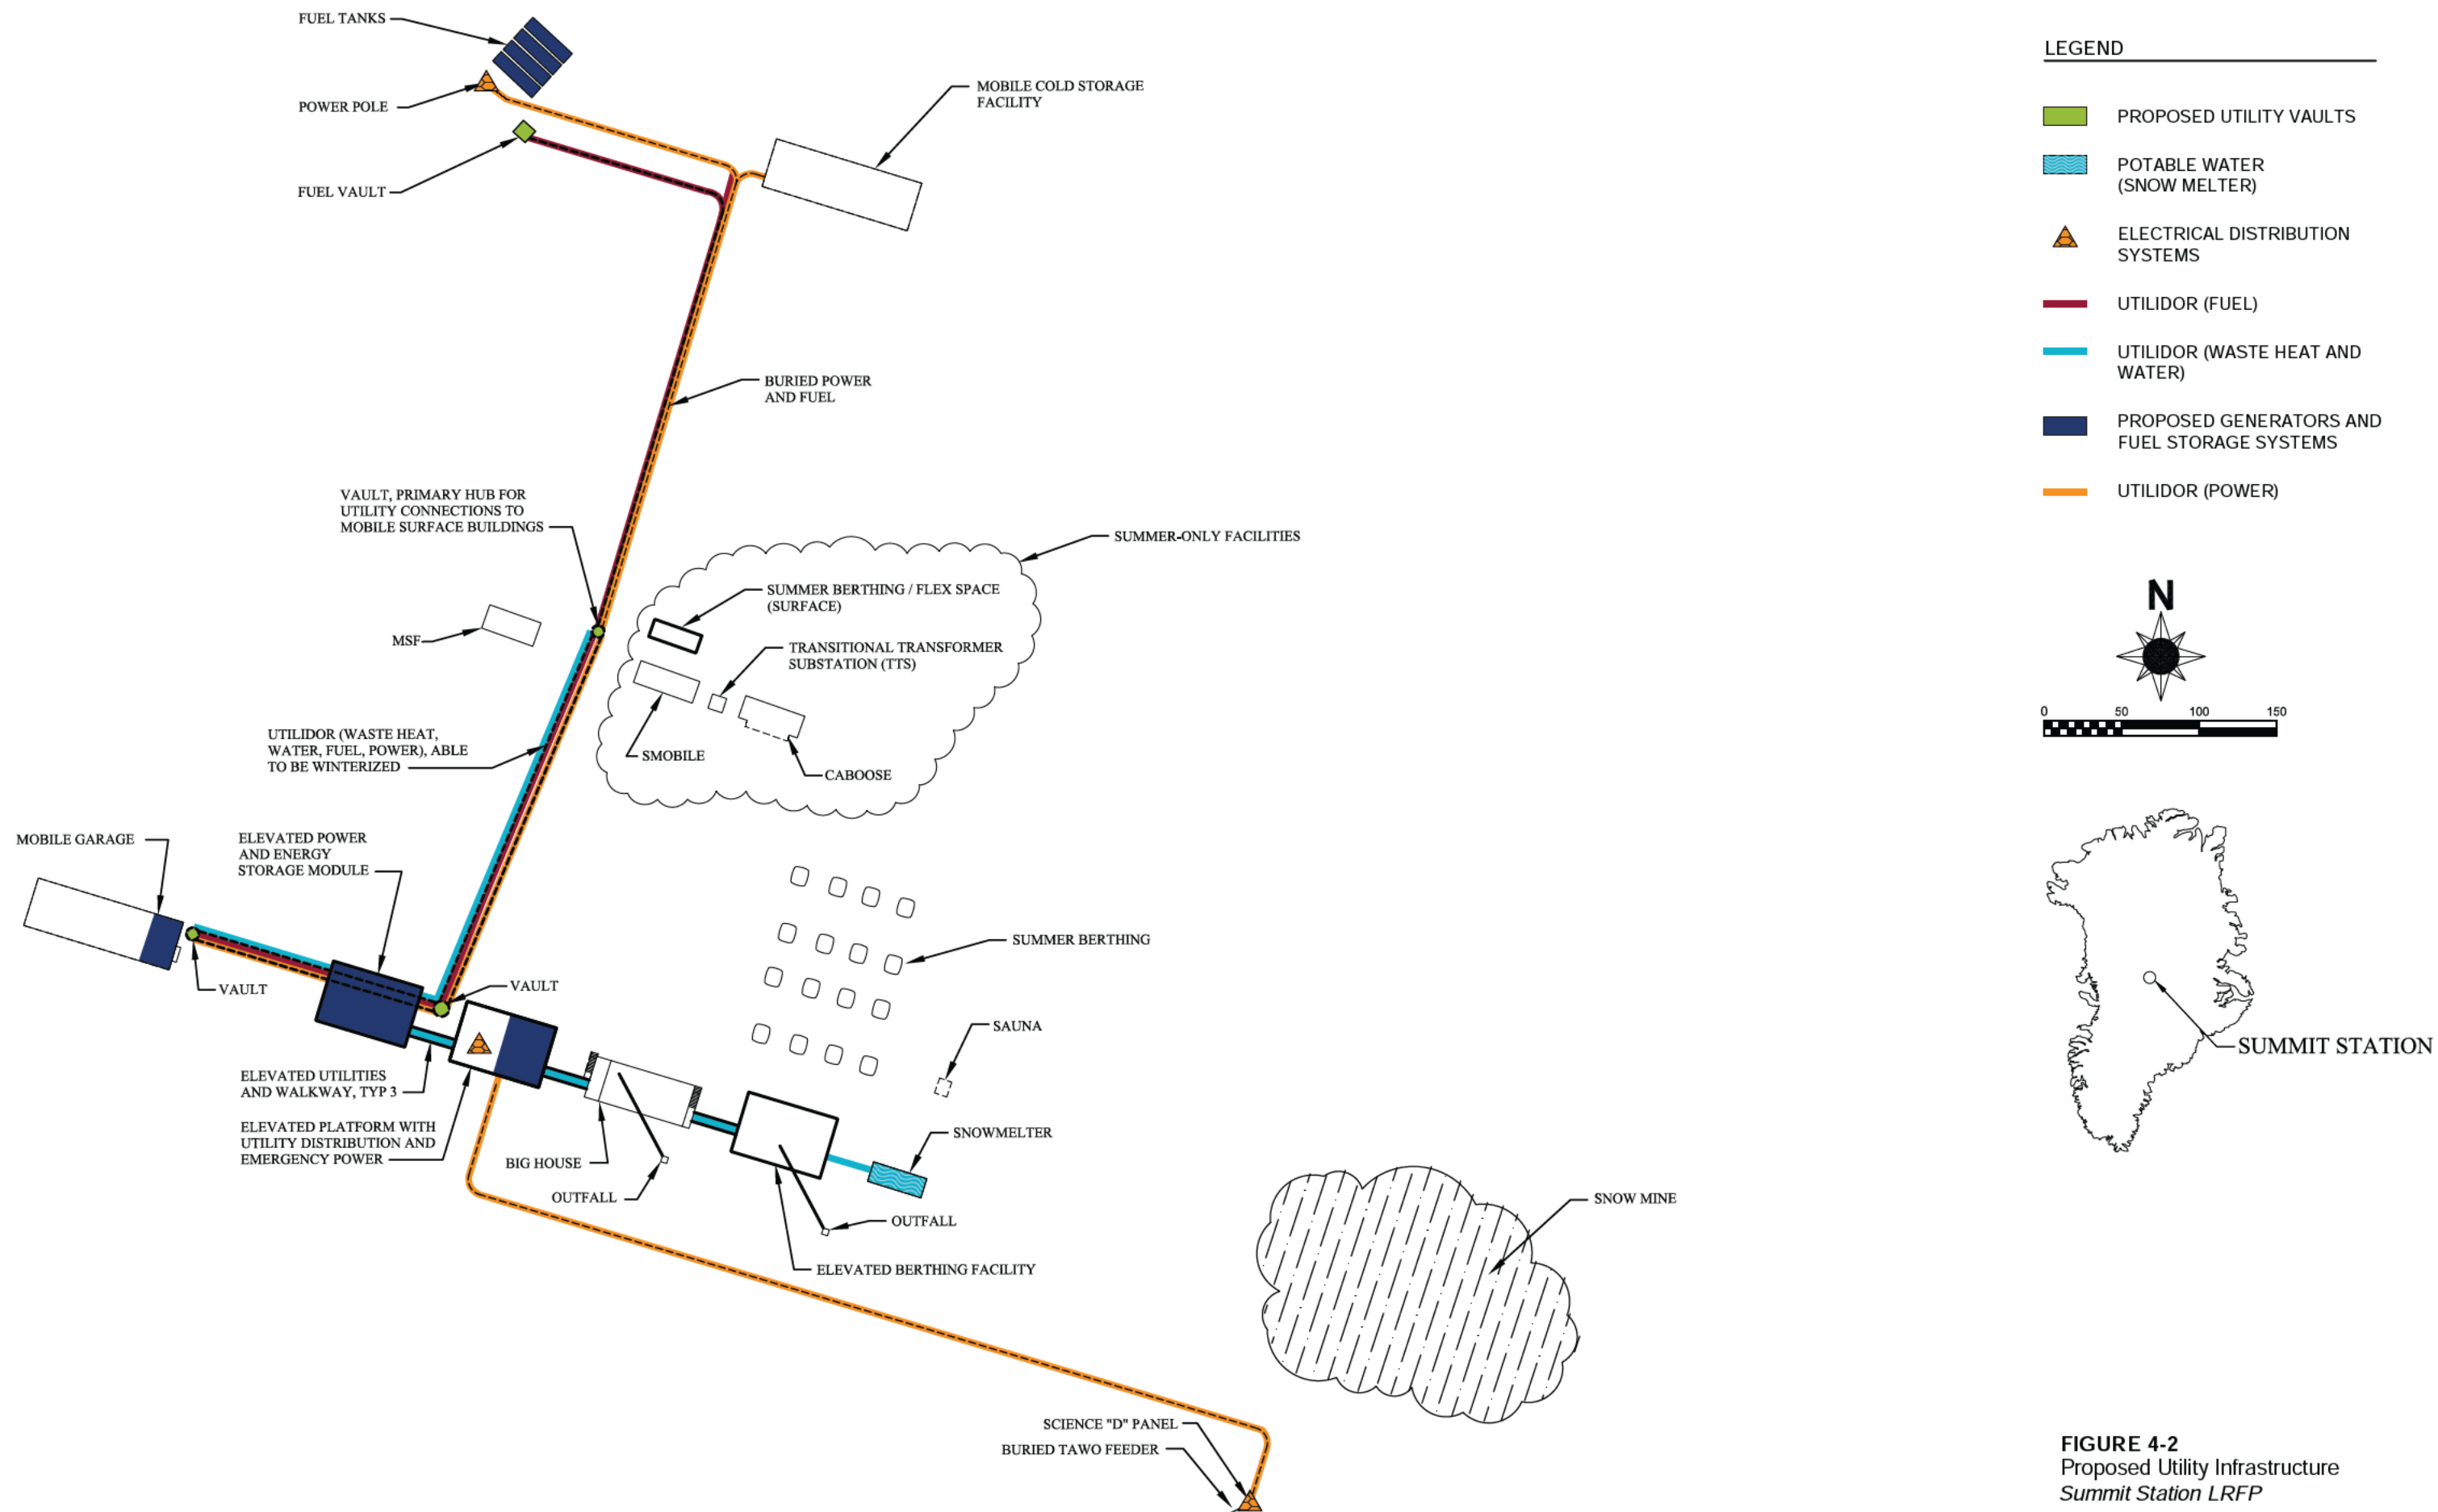 FUEL TANKS
POWER POLE
FUEL VAULT
MOBILE COLD STORAGE
FACILITY
BURIED POWER
AND FUEL
VAULT, PRIMARY HUB FOR
UTILITY CONNECTIONS TO
MOBILE SURFACE BUILDINGS
SUMMER-ONLY FACILITIES
SUMMER BERTHING / FLEX SPACE
(SURFACE)
MSF
TRANSITIONAL TRANSFORMER
SUBSTATION (TTS)
UTILIDOR (WASTE HEAT,
WATER, FUEL, POWER), ABLE
TO BE WINTERIZED
SMOBILE
CABOOSE
MOBILE GARAGE
ELEVATED POWER
AND ENERGY
STORAGE MODULE
SUMMER BERTHING
VAULT
VAULT
SAUNA
ELEVATED UTILITIES
AND WALKWAY, TYP 3
ELEVATED PLATFORM WITH
UTILITY DISTRIBUTION AND
EMERGENCY POWER
BIG HOUSE
SNOWMELTER
OUTFALL
OUTFALL
ELEVATED BERTHING FACILITY
SNOW MINE
SCIENCE "D" PANEL
BURIED TAWO FEEDER
LEGEND
PROPOSED UTILITY VAULTS
POTABLE WATER
(SNOW MELTER)
ELECTRICAL DISTRIBUTION
SYSTEMS
UTILIDOR (FUEL)
UTILIDOR (WASTE HEAT AND
WATER)
PROPOSED GENERATORS AND
FUEL STORAGE SYSTEMS
UTILIDOR (POWER)
N
0 50 100 150
SUMMIT STATION
FIGURE 4-2
Proposed Utility Infrastructure
Summit Station LRFP